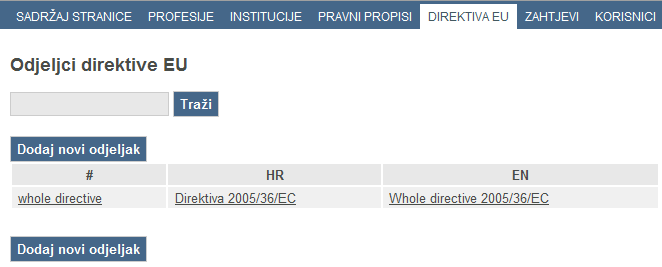 SADRŽAJ STRANICE PROFESIJE INSTITUCIJE PRAVNI PROPISI DIREKTIVA EU ZAHTJEVI KORISNICI
Odjeljci direktive EU
Traži
Dodaj novi odjeljak
# HR EN
whole directive Direktiva 2005/36/EC Whole directive 2005/36/EC
Dodaj novi odjeljak